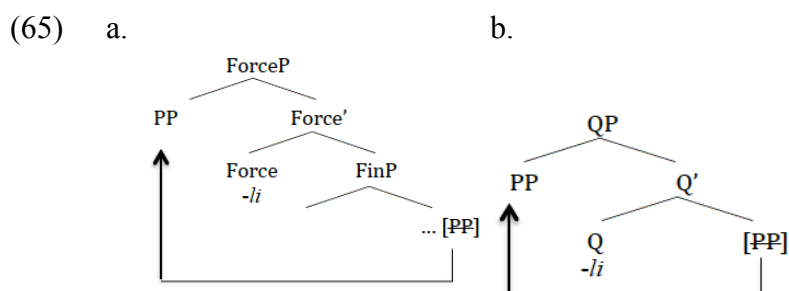 (65) a. b.
ForceP
QP
PP Force’
PP Q’
Force FinP
-li
... [PP]
Q [PP]
-li